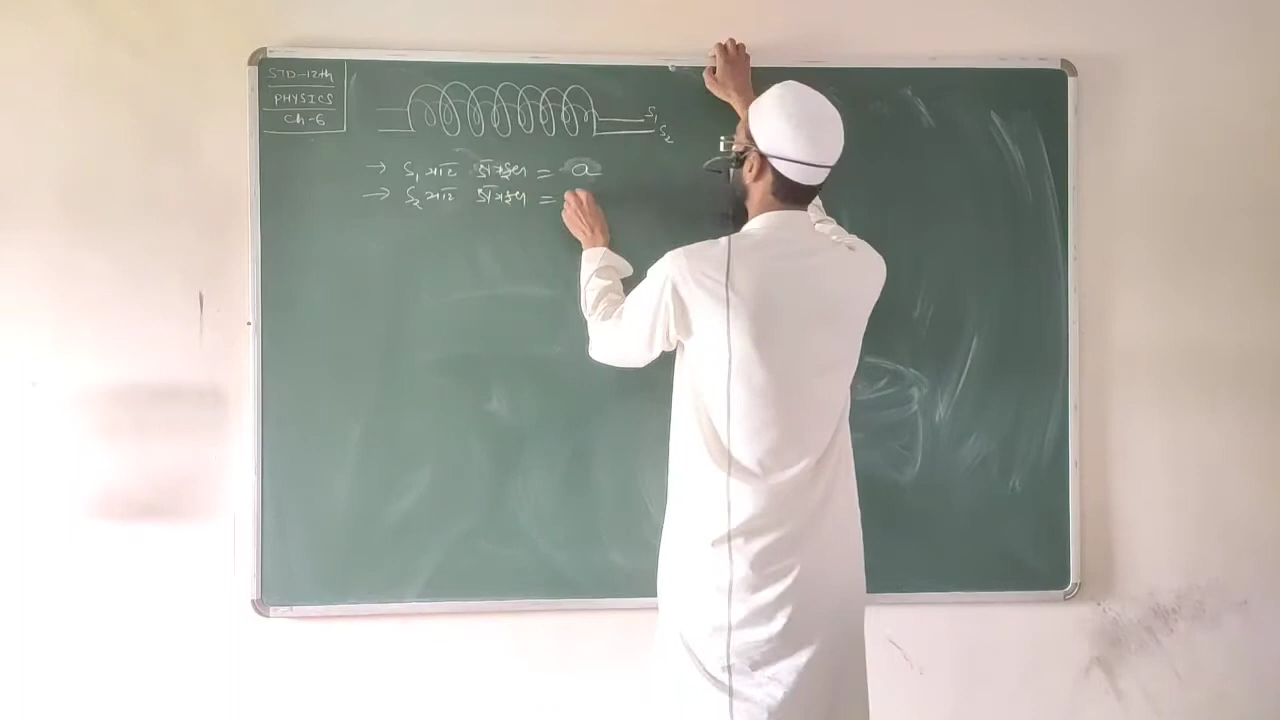 STD-12th
PHYSICS
Ch-6
S₁
S₂
→ S₁ માટે ક્ષેત્રફળ = a
→ S₂ માટે ક્ષેત્રફળ =